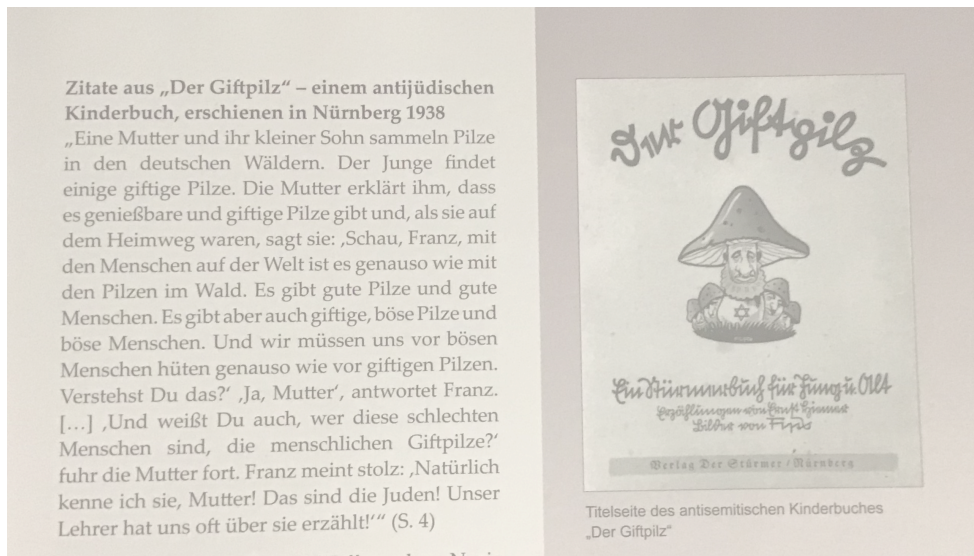 Zitate aus „Der Giftpilz“ – einem antijüdischen
Kinderbuch, erschienen in Nürnberg 1938
„Eine Mutter und ihr kleiner Sohn sammeln Pilze
in den deutschen Wäldern. Der Junge findet
einige giftige Pilze. Die Mutter erklärt ihm, dass
es genießbare und giftige Pilze gibt und, als sie auf
dem Heimweg waren, sagt sie: ‚Schau, Franz, mit
den Menschen auf der Welt ist es genauso wie mit
den Pilzen im Wald. Es gibt gute Pilze und gute
Menschen. Es gibt aber auch giftige, böse Pilze und
böse Menschen. Und wir müssen uns vor bösen
Menschen hüten genauso wie vor giftigen Pilzen.
Verstehst Du das?‘ ‚Ja, Mutter‘, antwortet Franz.
[…] ‚Und weißt Du auch, wer diese schlechten
Menschen sind, die menschlichen Giftpilze?‘
fuhr die Mutter fort. Franz meint stolz: ‚Natürlich
kenne ich sie, Mutter! Das sind die Juden! Unser
Lehrer hat uns oft über sie erzählt!‘“ (S. 4)
Der Giftpilz
Ein Stürmerbuch für Jung u. Alt
Erzählungen von Ernst Hiemer
Bilder von Fips
Verlag Der Stürmer / Nürnberg
Titelseite des antisemitischen Kinderbuches
„Der Giftpilz“